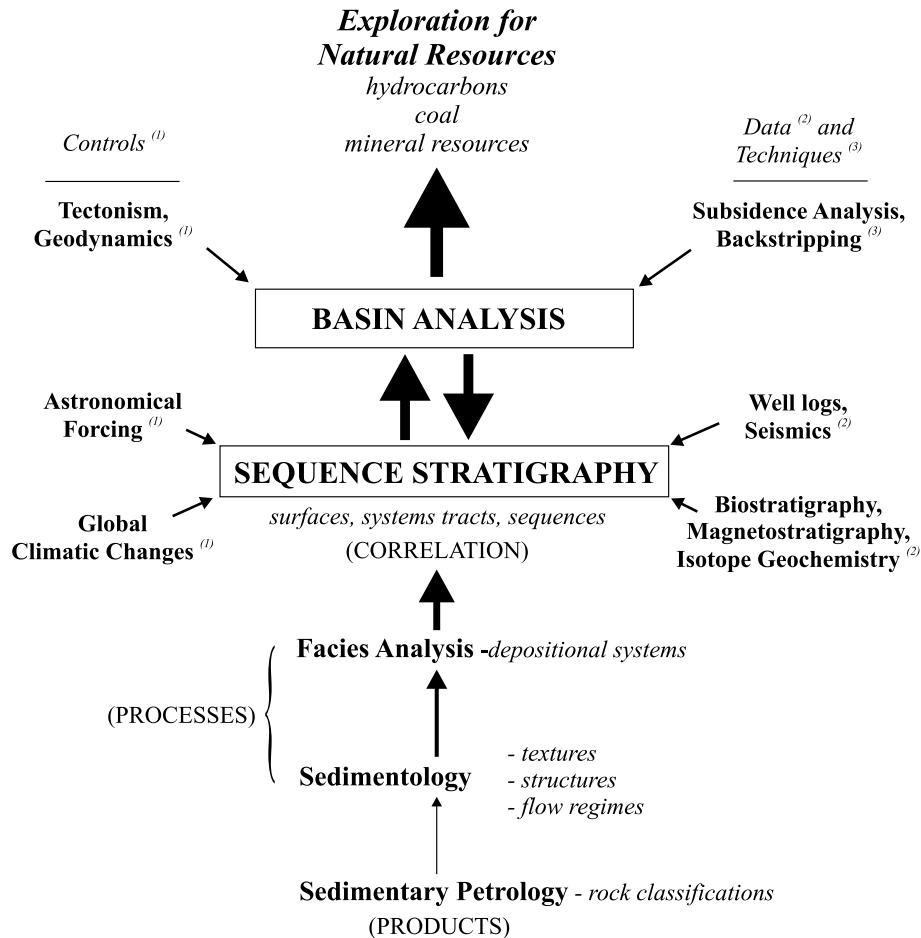 Exploration for
Natural Resources
hydrocarbons
coal
mineral resources
Controls (1)
Data (2) and
Techniques (3)
Tectonism,
Geodynamics (1)
Subsidence Analysis,
Backstripping (3)
BASIN ANALYSIS
Astronomical
Forcing (1)
Well logs,
Seismics (2)
SEQUENCE STRATIGRAPHY
surfaces, systems tracts, sequences
(CORRELATION)
Global
Climatic Changes (1)
Biostratigraphy,
Magnetostratigraphy,
Isotope Geochemistry (2)
Facies Analysis -depositional systems
(PROCESSES)
Sedimentology
- textures
- structures
- flow regimes
Sedimentary Petrology - rock classifications
(PRODUCTS)